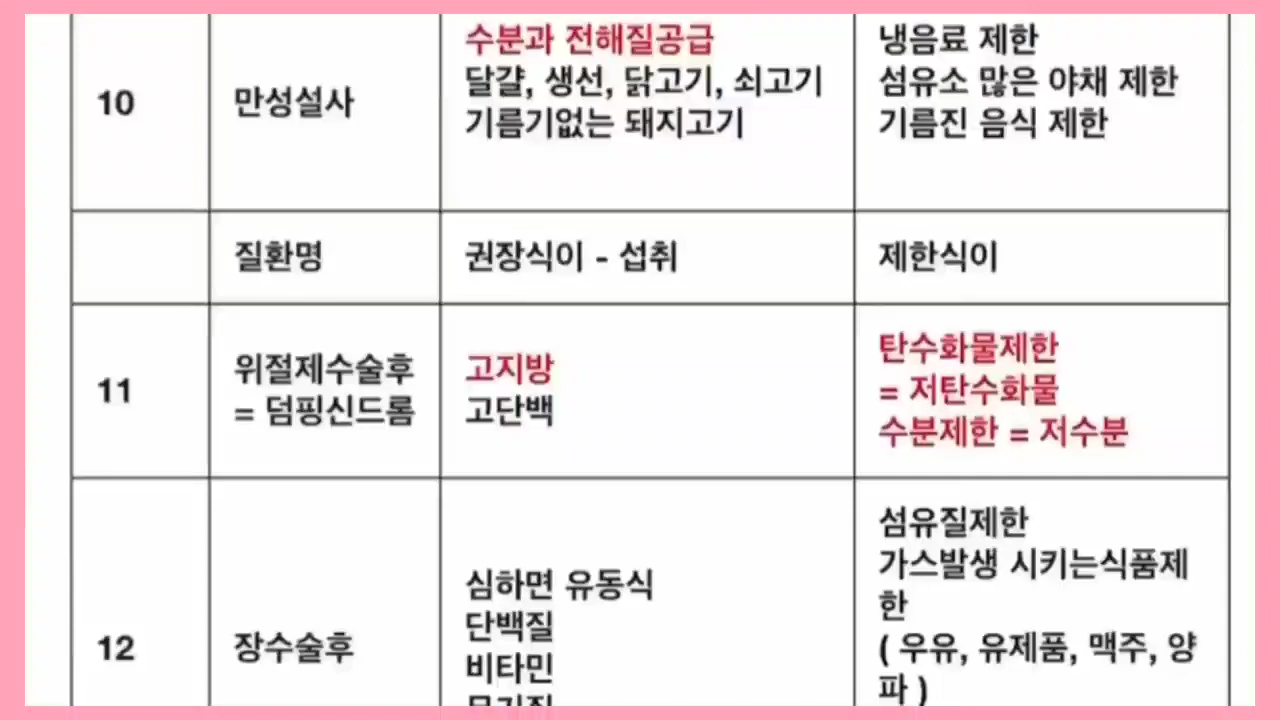 10
만성설사
수분과 전해질공급
달걀, 생선, 닭고기, 쇠고기
기름기없는 돼지고기
냉음료 제한
섬유소 많은 야채 제한
기름진 음식 제한
질환명
권장식이 - 섭취
제한식이
11
위절제수술후
= 덤핑신드롬
고지방
고단백
탄수화물제한
= 저탄수화물
수분제한 = 저수분
12
장수술후
심하면 유동식
단백질
비타민
섬유질제한
가스발생 시키는식품제
한
( 우유, 유제품, 맥주, 양
파 )